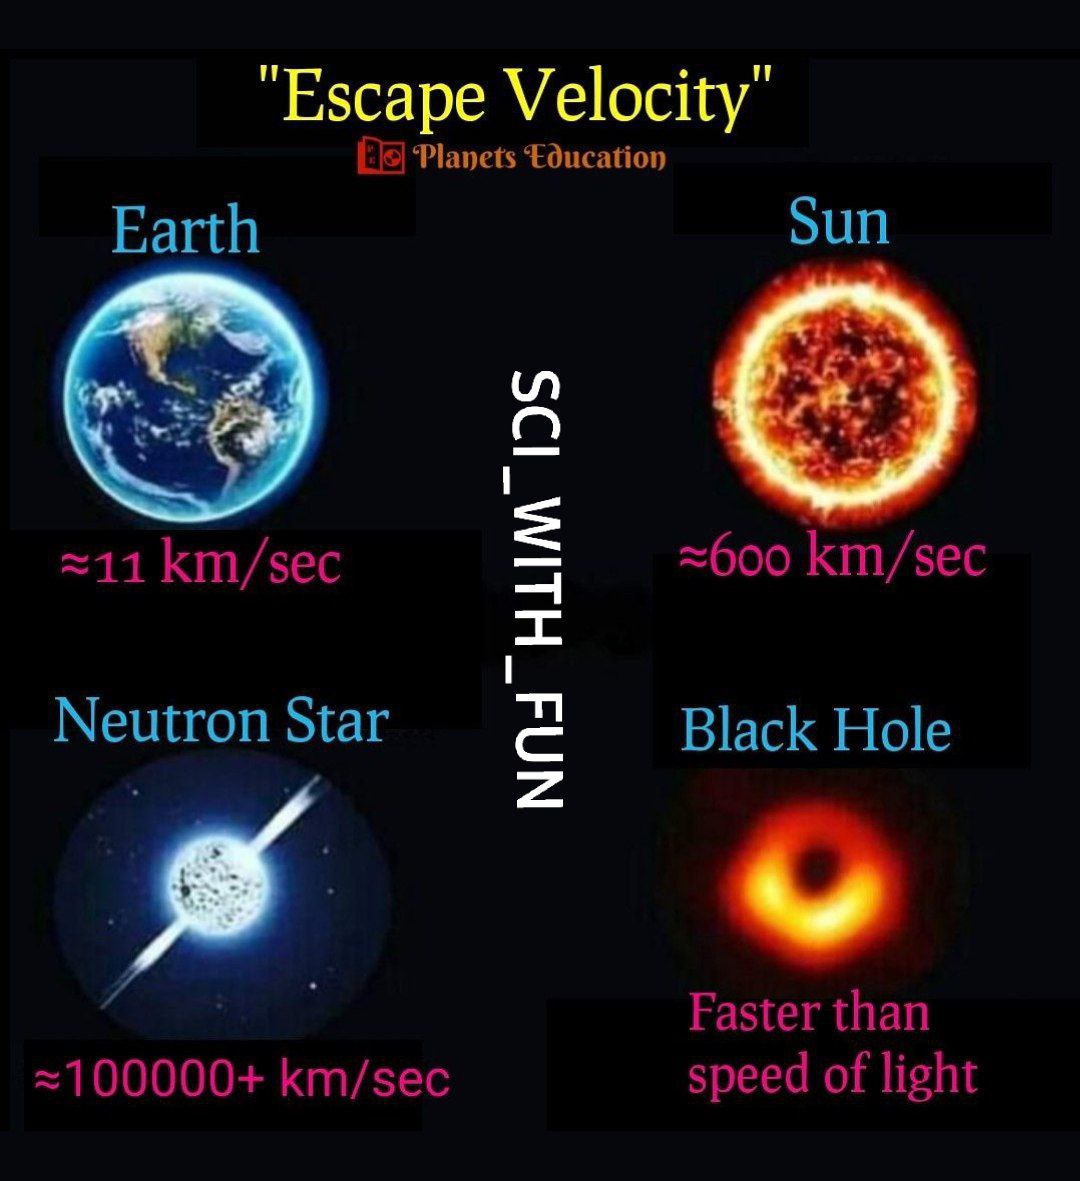 "Escape Velocity"
Planets Education
Earth
Sun
≈11 km/sec
≈600 km/sec
SCI_WITH_FUN
Neutron Star
Black Hole
≈100000+ km/sec
Faster than
speed of light